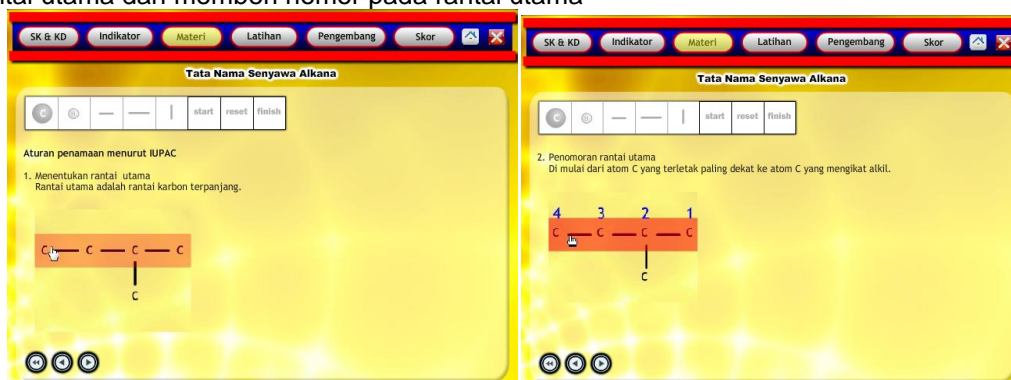 ntai utama dan memberi nomor pada rantai utama
SK & KD Indikator Materi Latihan Pengembang Skor
Tata Nama Senyawa Alkana
C H start reset finish
Aturan penamaan menurut IUPAC
1. Menentukan rantai utama
Rantai utama adalah rantai karbon terpanjang.
C C C C
C
SK & KD Indikator Materi Latihan Pengembang Skor
Tata Nama Senyawa Alkana
C H start reset finish
2. Penomoran rantai utama
Di mulai dari atom C yang terletak paling dekat ke atom C yang mengikat alkil.
4 3 2 1
C C C C
C